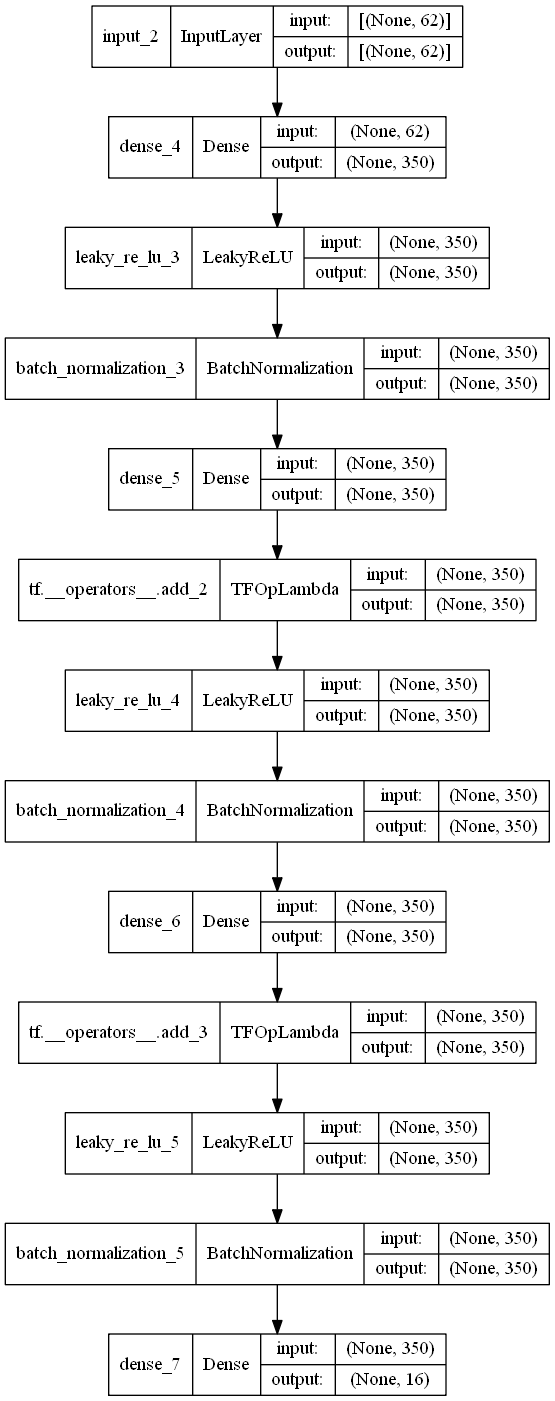 input_2 InputLayer input: [(None, 62)]
output: [(None, 62)]
dense_4 Dense input: (None, 62)
output: (None, 350)
leaky_re_lu_3 LeakyReLU input: (None, 350)
output: (None, 350)
batch_normalization_3 BatchNormalization input: (None, 350)
output: (None, 350)
dense_5 Dense input: (None, 350)
output: (None, 350)
tf.__operators__.add_2 TFOpLambda input: (None, 350)
output: (None, 350)
leaky_re_lu_4 LeakyReLU input: (None, 350)
output: (None, 350)
batch_normalization_4 BatchNormalization input: (None, 350)
output: (None, 350)
dense_6 Dense input: (None, 350)
output: (None, 350)
tf.__operators__.add_3 TFOpLambda input: (None, 350)
output: (None, 350)
leaky_re_lu_5 LeakyReLU input: (None, 350)
output: (None, 350)
batch_normalization_5 BatchNormalization input: (None, 350)
output: (None, 350)
dense_7 Dense input: (None, 350)
output: (None, 16)